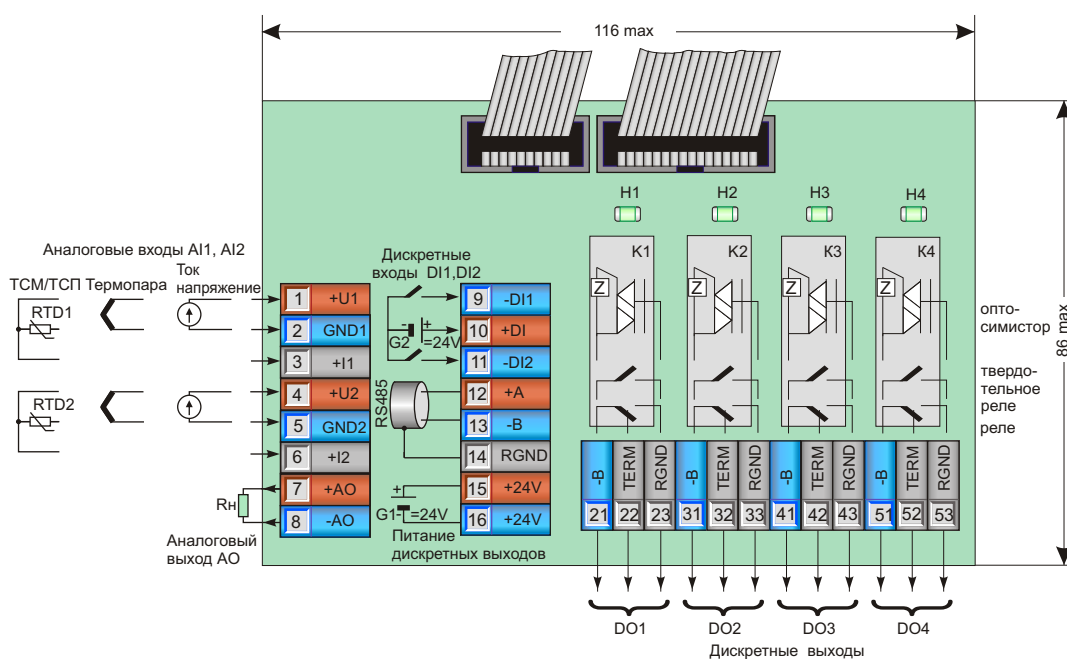 116 max
H1
H2
H3
H4
K1
K2
K3
K4
Z
Z
Z
Z
86 max
Аналоговые входы AI1, AI2
ТСМ/ТСП
Термопара
Ток
напряжение
RTD1
RTD2
1 +U1
2 GND1
3 +I1
4 +U2
5 GND2
6 +I2
7 +AO
8 -AO
Rн
Аналоговый
выход АО
Дискретные
входы DI1,DI2
- +
G2 =24V
RS485
+
G1 =24V
Питание
дискретных выходов
9 -DI1
10 +DI
11 -DI2
12 +A
13 -B
14 RGND
15 +24V
16 +24V
опто-
симистор
твердо-
тельное
реле
реле
-B TERM RGND -B TERM RGND -B TERM RGND -B TERM RGND
21 22 23 31 32 33 41 42 43 51 52 53
DO1
DO2
DO3
DO4
Дискретные выходы